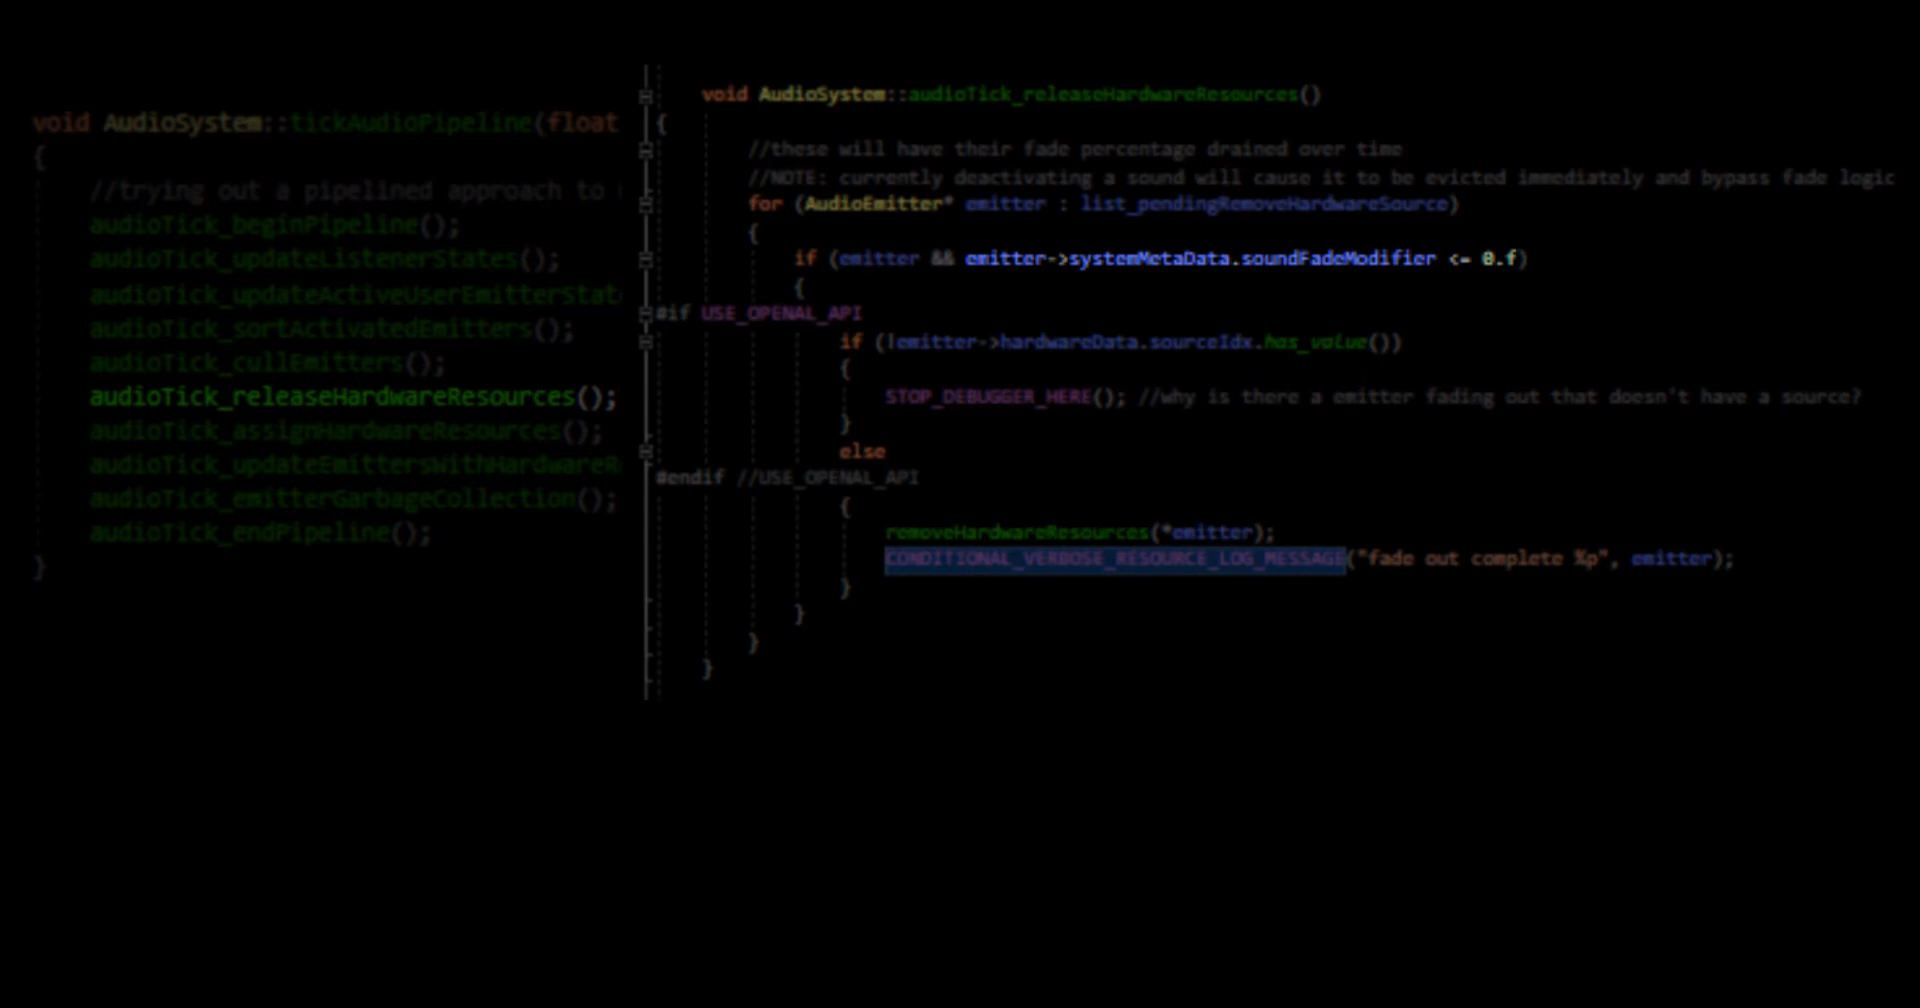 void AudioSystem::tickAudioPipeline(float
{
//trying out a pipelined approach to
audioTick_beginPipeline();
audioTick_updateListenerStates();
audioTick_updateActiveUserEmitterStat
audioTick_sortActivatedEmitters();
audioTick_cullEmitters();
audioTick_releaseHardwareResources();
audioTick_assignHardwareResources();
audioTick_updateEmittersWithHardwareR
audioTick_emitterGarbageCollection();
audioTick_endPipeline();
}
void AudioSystem::audioTick_releaseHardwareResources()
{
//these will have their fade percentage drained over time
//NOTE: currently deactivating a sound will cause it to be evicted immediately and bypass fade logic
for (AudioEmitter* emitter : list_pendingRemoveHardwareSource)
{
if (emitter && emitter->systemMetaData.soundFadeModifier <= 0.f)
{
#if USE_OPENAL_API
if (!emitter->hardwareData.sourceIdx.has_value())
{
STOP_DEBUGGER_HERE(); //why is there a emitter fading out that doesn't have a source?
}
else
#endif //USE_OPENAL_API
{
removeHardwareResources(*emitter);
CONDITIONAL_VERBOSE_RESOURCE_LOG_MESSAGE("fade out complete %p", emitter);
}
}
}
}